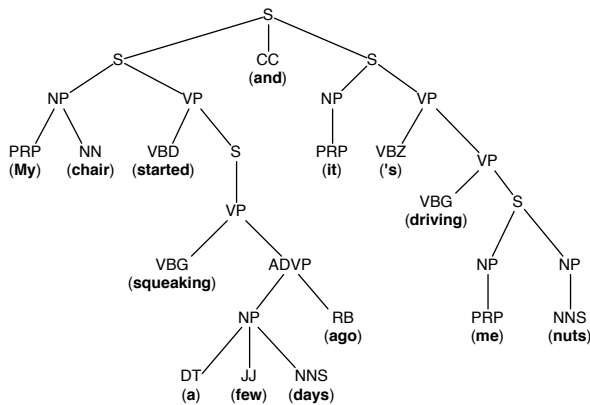 S
S CC S
(and)
NP VP NP VP
PRP NN VBD S PRP VBZ VP
(My) (chair) (started) (it) ('s)
VP VBG S
(driving)
VBG ADVP NP NP
(squeaking)
NP RB PRP NNS
(ago) (me) (nuts)
DT JJ NNS
(a) (few) (days)